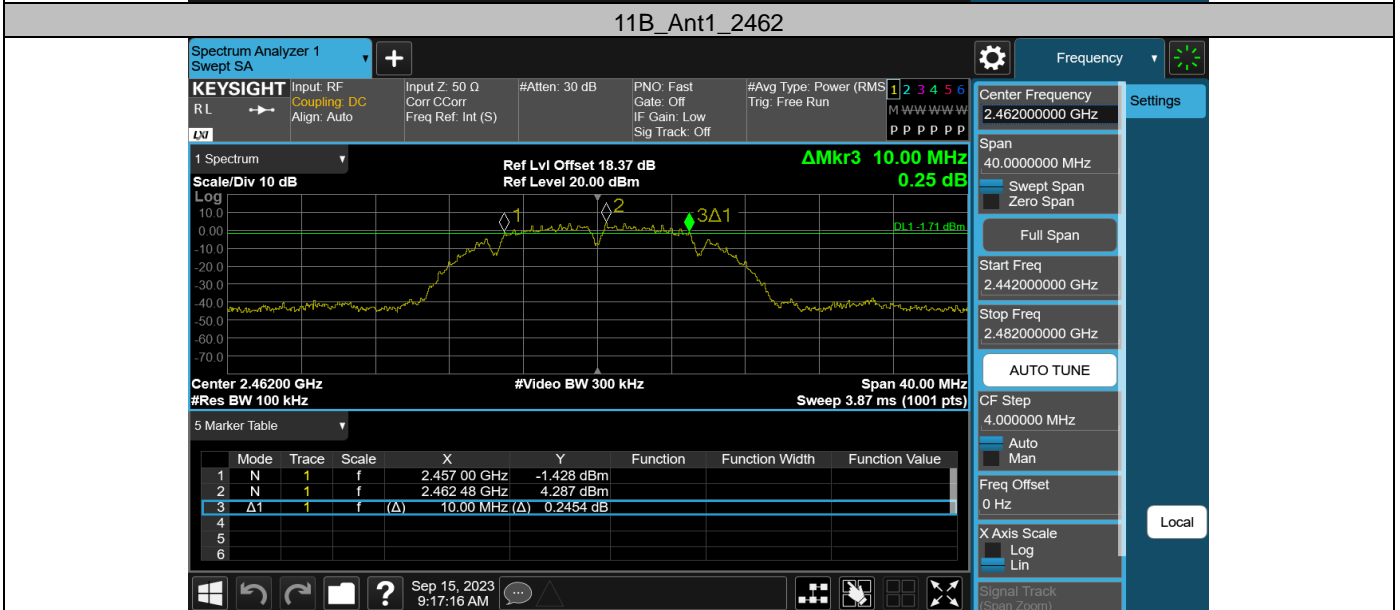 11B_Ant1_2462
Spectrum Analyzer 1
Swept SA
+
Frequency
KEYSIGHT
RL
LXI
Input: RF
Coupling: DC
Align: Auto
Input Z: 50 Ω
Corr CCorr
Freq Ref: Int (S)
#Atten: 30 dB
PNO: Fast
Gate: Off
IF Gain: Low
Sig Track: Off
#Avg Type: Power (RMS
Trig: Free Run
1 2 3 4 5 6
M W W W W W
P P P P P P
Center Frequency
2.462000000 GHz
Settings
1 Spectrum
Scale/Div 10 dB
Ref Lvl Offset 18.37 dB
Ref Level 20.00 dBm
ΔMkr3 10.00 MHz
0.25 dB
Span
40.0000000 MHz
Swept Span
Zero Span
Log
10.0
0.00
-10.0
-20.0
-30.0
-40.0
-50.0
-60.0
-70.0
1
2
3Δ1
DL1 -1.71 dBm
Full Span
Start Freq
2.442000000 GHz
Stop Freq
2.482000000 GHz
AUTO TUNE
Center 2.46200 GHz
#Res BW 100 kHz
#Video BW 300 kHz
Span 40.00 MHz
Sweep 3.87 ms (1001 pts)
CF Step
4.000000 MHz
Auto
Man
5 Marker Table
Mode Trace Scale X Y Function Function Width Function Value
1 N 1 f 2.457 00 GHz -1.428 dBm
2 N 1 f 2.462 48 GHz 4.287 dBm
3 Δ1 1 f (Δ) 10.00 MHz (Δ) 0.2454 dB
4
5
6
Freq Offset
0 Hz
X Axis Scale
Log
Lin
Local
Signal Track
(Span Zoom)
?
Sep 15, 2023
9:17:16 AM